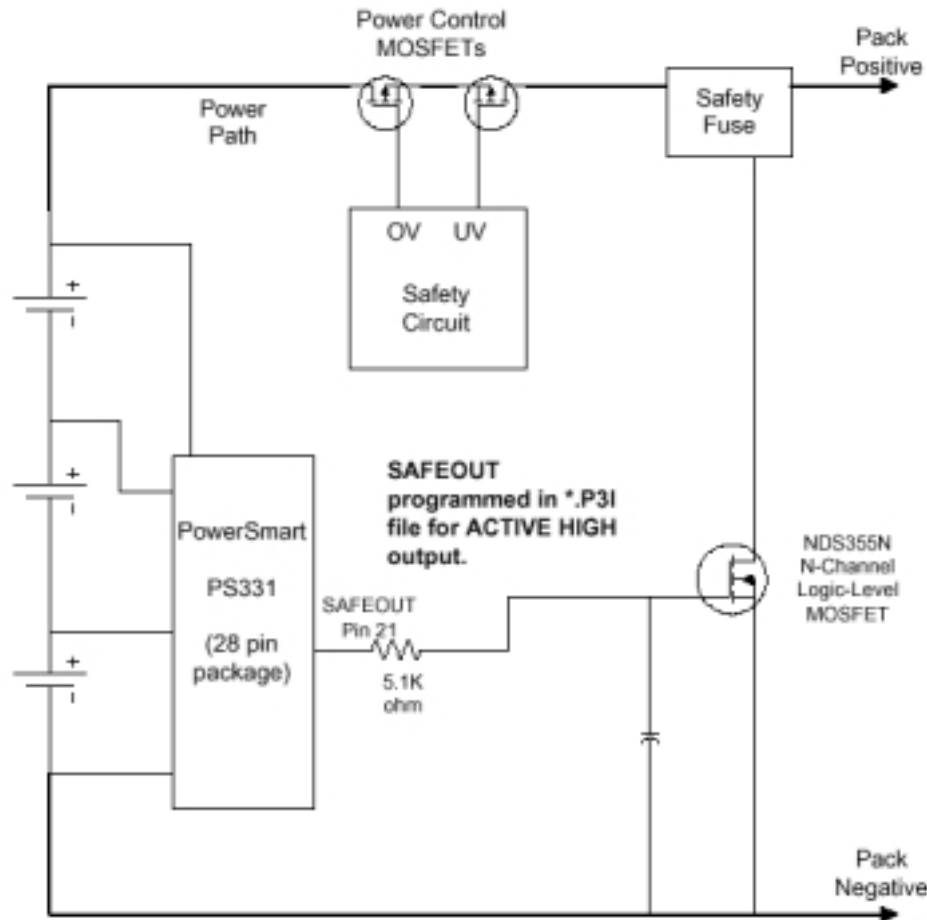 Power Control
MOSFETs
Pack
Positive
Power
Path
Safety
Fuse
OV UV
Safety
Circuit
+
+
+
SAFEOUT
programmed in *.P3I
file for ACTIVE HIGH
output.
PowerSmart
PS331
(28 pin
package)
SAFEOUT
Pin 21
5.1K
ohm
NDS355N
N-Channel
Logic-Level
MOSFET
Pack
Negative